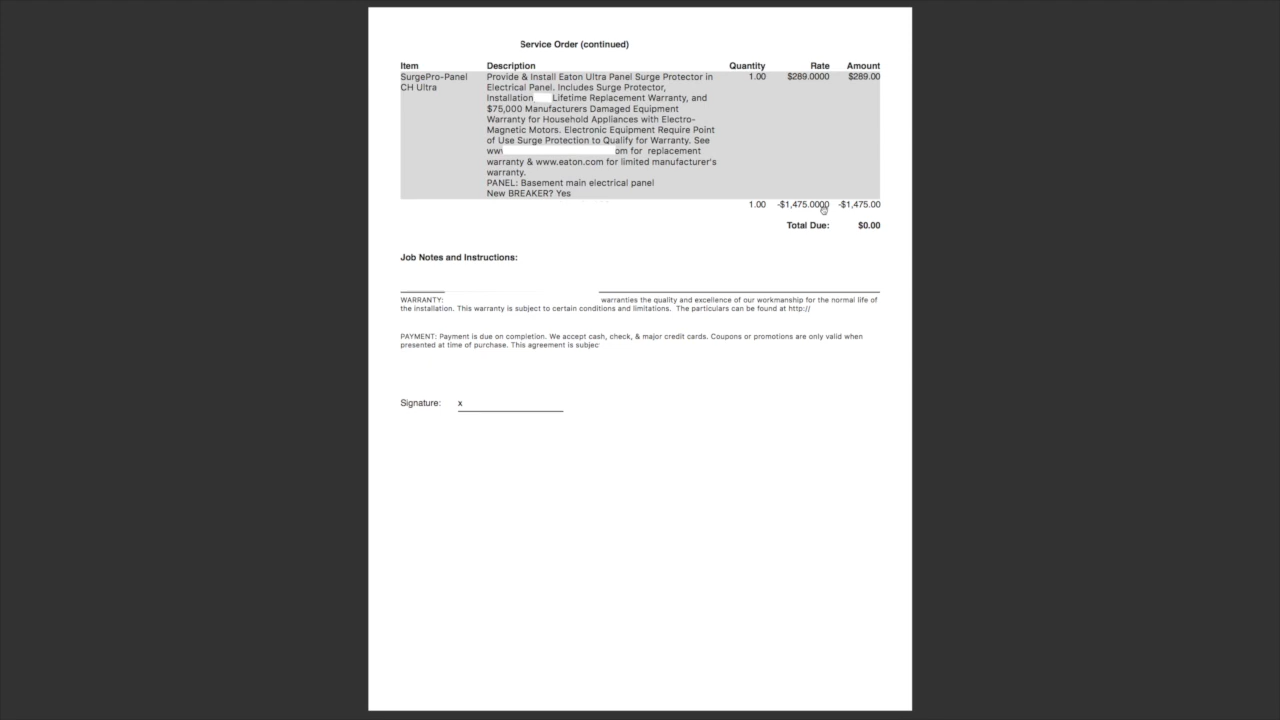 Service Order (continued)
Item Description Quantity Rate Amount
SurgePro-Panel Provide & Install Eaton Ultra Panel Surge Protector in 1.00 $289.0000 $289.00
CH Ultra Electrical Panel. Includes Surge Protector,
Installation Lifetime Replacement Warranty, and
$75,000 Manufacturers Damaged Equipment
Warranty for Household Appliances with Electro-
Magnetic Motors. Electronic Equipment Require Point
of Use Surge Protection to Qualify for Warranty. See
ww om for replacement
warranty & www.eaton.com for limited manufacturer's
warranty.
PANEL: Basement main electrical panel
New BREAKER? Yes
1.00 -$1,475.0000 -$1,475.00
Total Due: $0.00
Job Notes and Instructions:
WARRANTY: warranties the quality and excellence of our workmanship for the normal life of
the installation. This warranty is subject to certain conditions and limitations. The particulars can be found at http://
PAYMENT: Payment is due on completion. We accept cash, check, & major credit cards. Coupons or promotions are only valid when
presented at time of purchase. This agreement is subjec
Signature: x